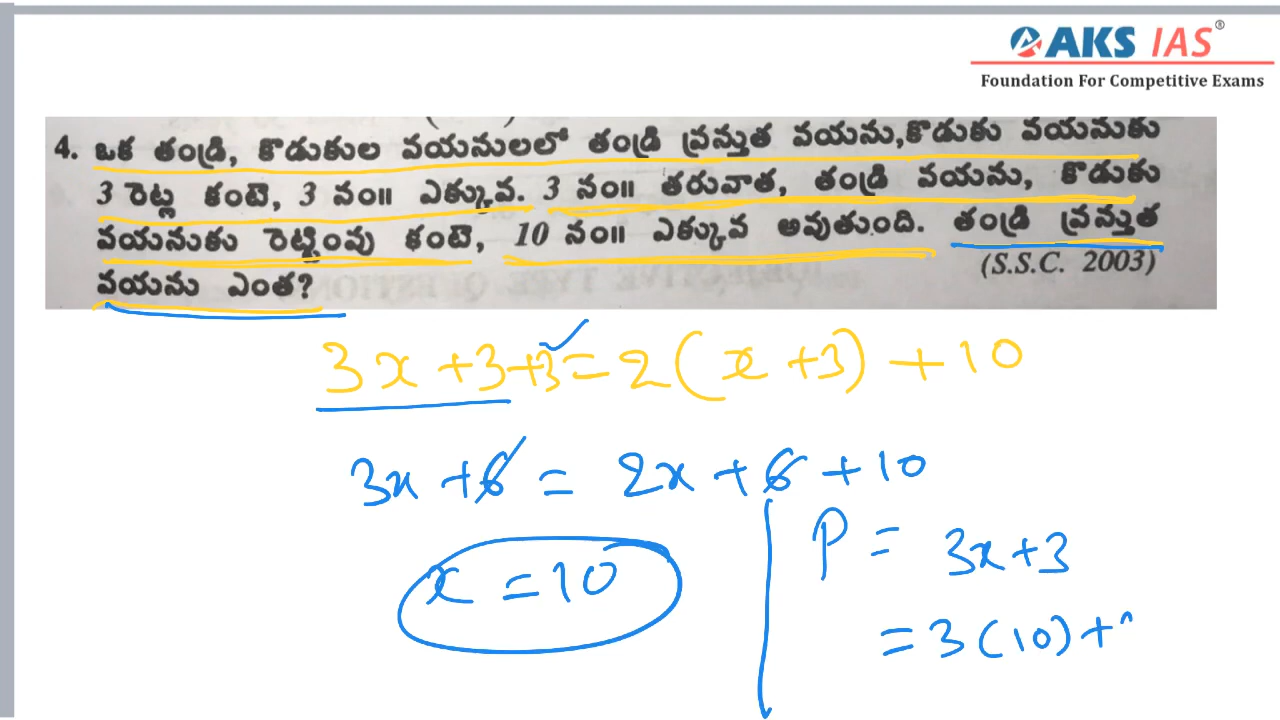 AKS IAS®
Foundation For Competitive Exams
4. ఒక తండ్రి, కొడుకుల వయసులలో తండ్రి ప్రస్తుత వయసు, కొడుకు వయసుకు
3 రెట్ల కంటె, 3 సం॥ ఎక్కువ. 3 సం॥ తరువాత, తండ్రి వయసు, కొడుకు
వయసుకు రెట్టింపు కంటె, 10 సం॥ ఎక్కువ అవుతుంది. తండ్రి ప్రస్తుత
వయసు ఎంత?
(S.S.C. 2003)
3x+3+3=2(x+3)+10
3x+6=2x+6+10
x=10
P = 3x+3
=3(10)+